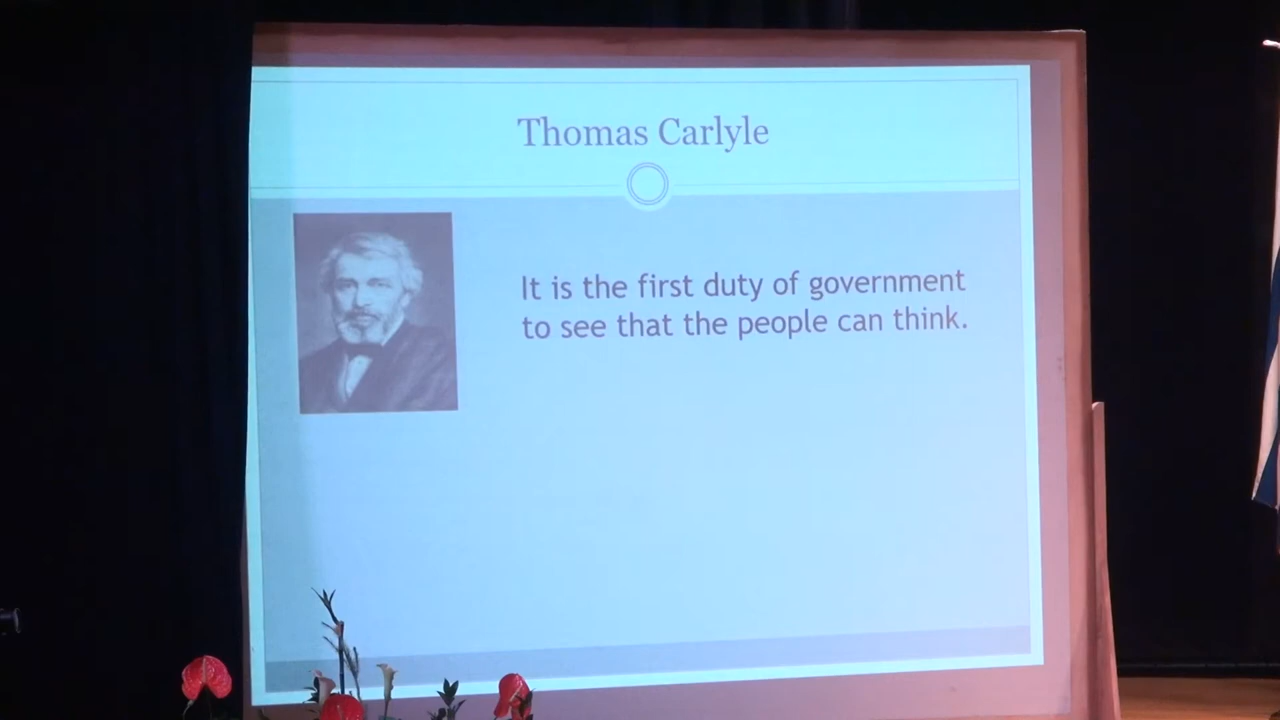 Thomas Carlyle
It is the first duty of government
to see that the people can think.